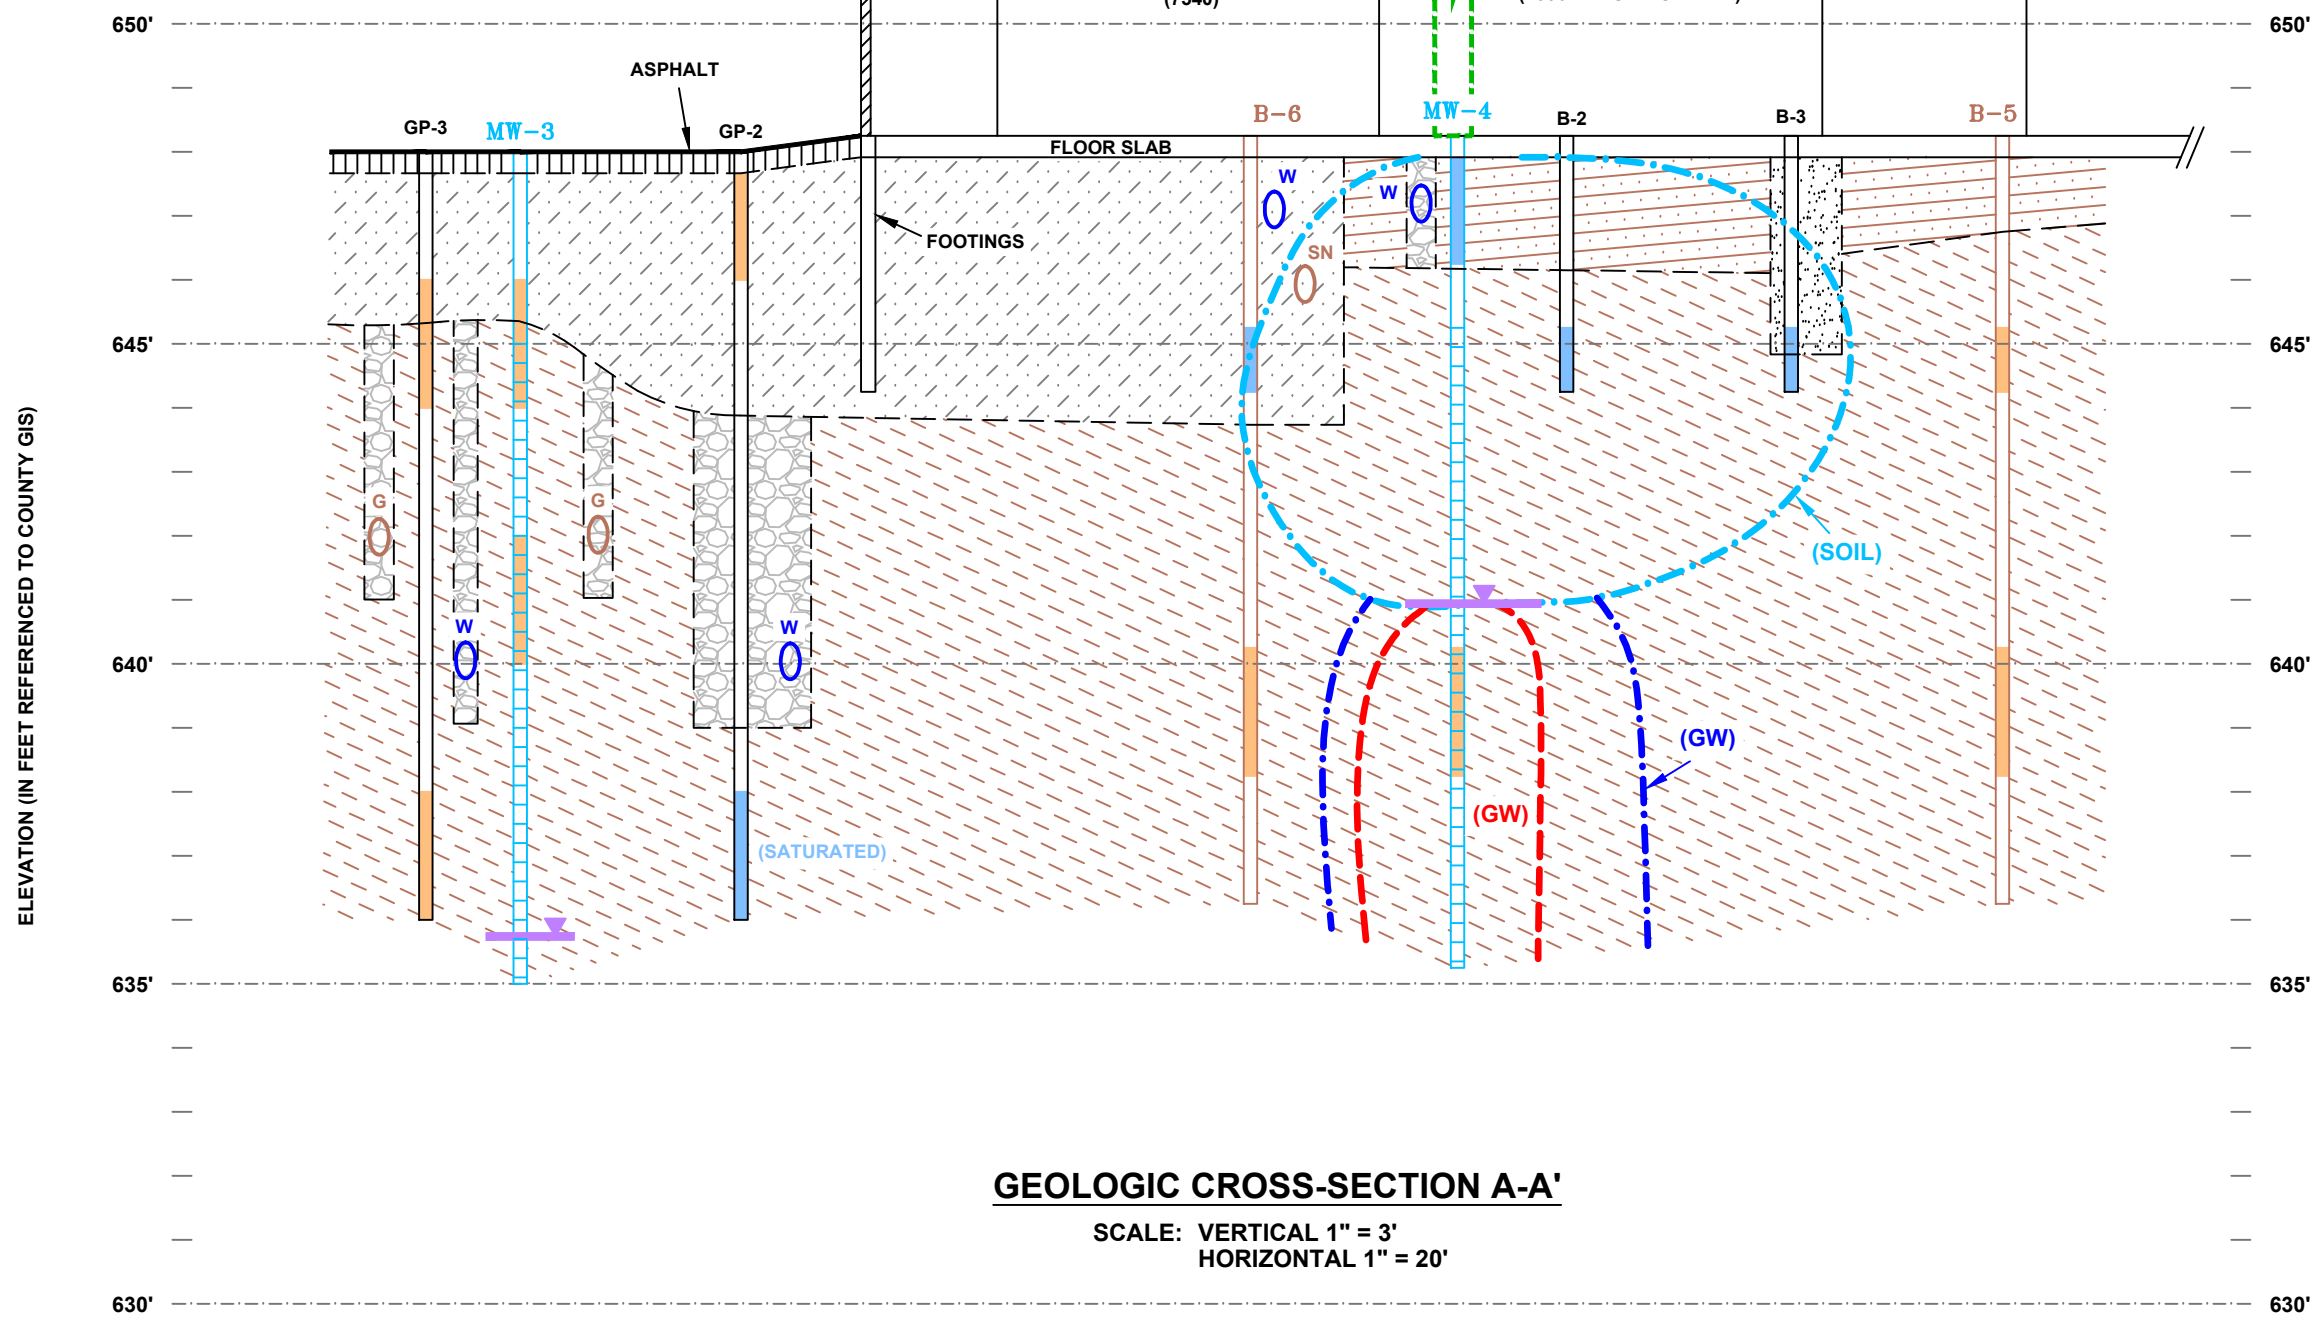 650'
650'
ASPHALT
GP-3
MW-3
GP-2
B-6
MW-4
B-2
B-3
B-5
FLOOR SLAB
W
W
FOOTINGS
SN
645'
645'
G
G
(SOIL)
W
W
640'
640'
(GW)
(GW)
(SATURATED)
ELEVATION (IN FEET REFERENCED TO COUNTY GIS)
635'
635'
GEOLOGIC CROSS-SECTION A-A'
SCALE: VERTICAL 1" = 3'
HORIZONTAL 1" = 20'
630'
630'